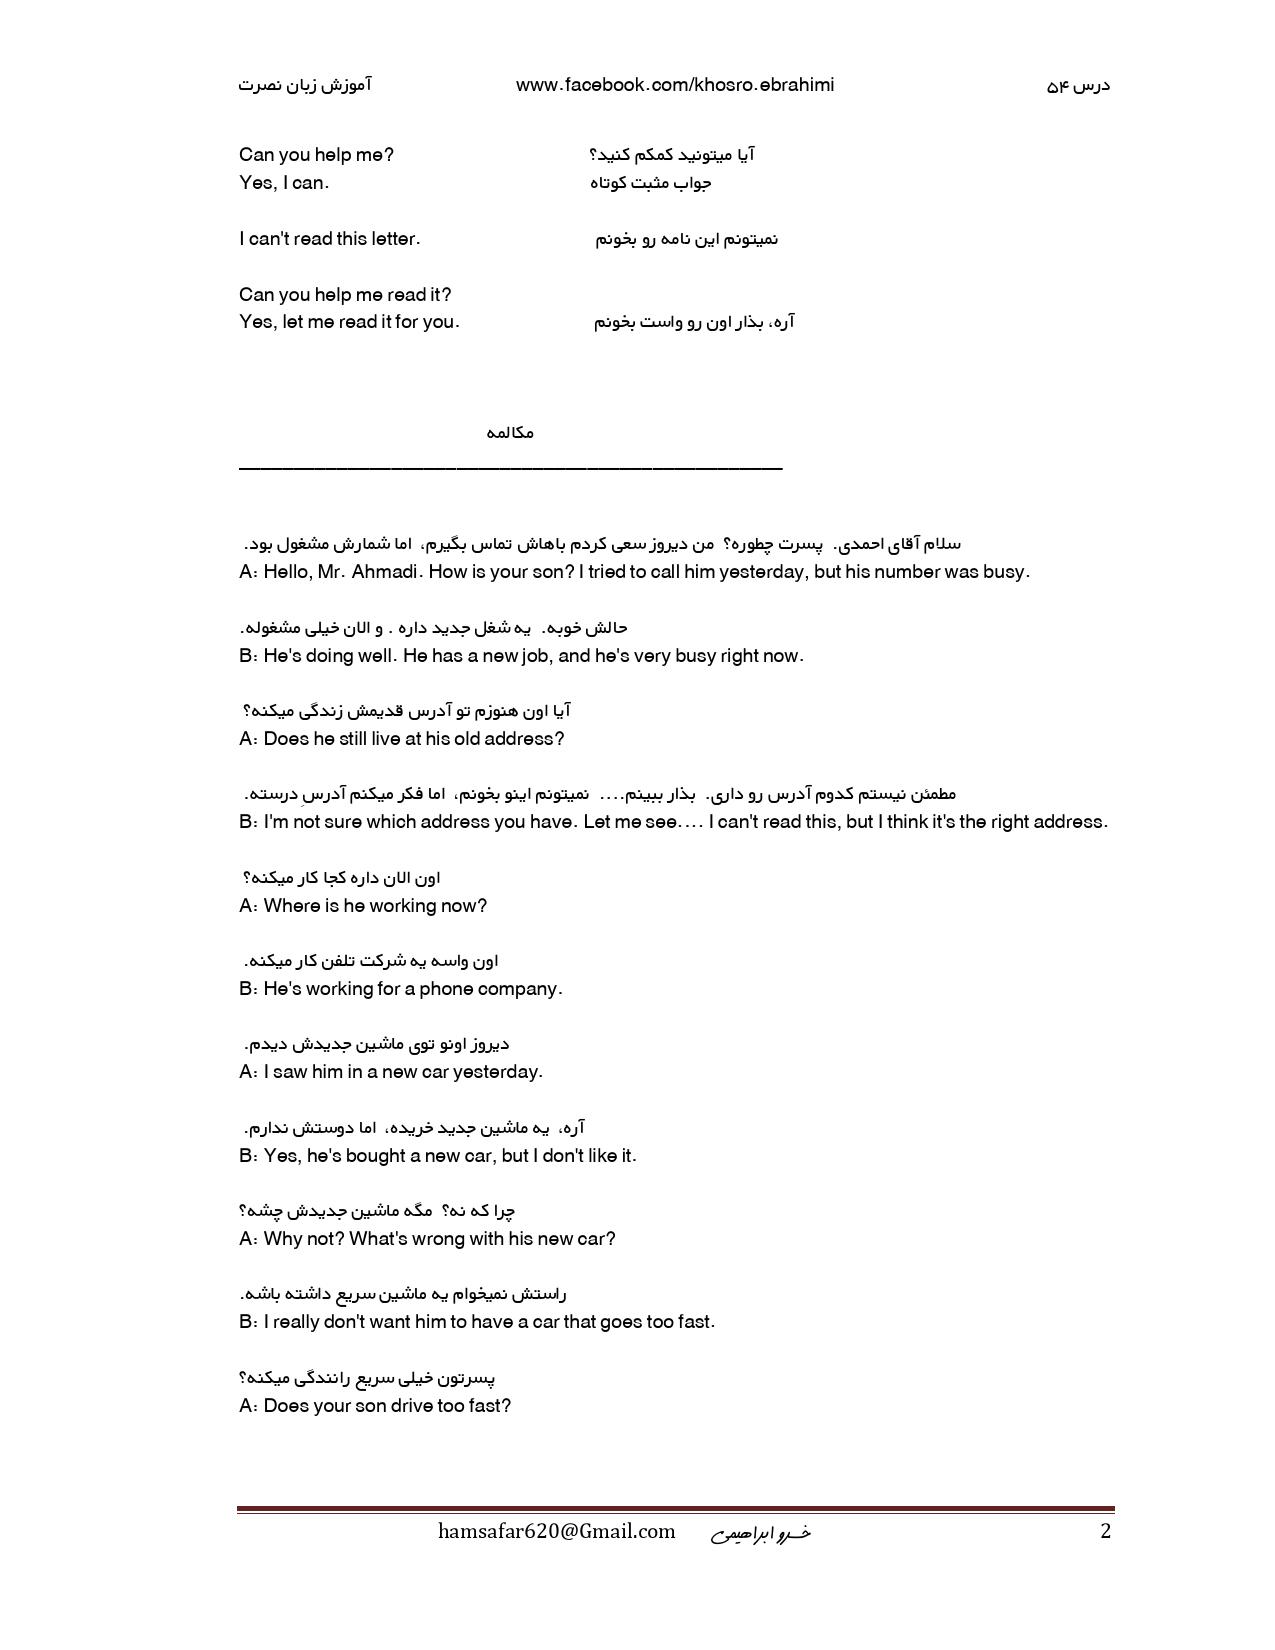 آموزش زبان نصرت www.facebook.com/khosro.ebrahimi درس ۵۴
Can you help me? آیا میتونید کمکم کنید؟
Yes, I can. جواب مثبت کوتاه
I can't read this letter. نمیتونم این نامه رو بخونم
Can you help me read it?
Yes, let me read it for you. آره، بذار اون رو واست بخونم
مکالمه
سلام آقای احمدی. پسرت چطوره؟ من دیروز سعی کردم باهاش تماس بگیرم، اما شمارش مشغول بود.
A: Hello, Mr. Ahmadi. How is your son? I tried to call him yesterday, but his number was busy.
حالش خوبه. یه شغل جدید داره . و الان خیلی مشغوله.
B: He's doing well. He has a new job, and he's very busy right now.
آیا اون هنوزم تو آدرس قدیمش زندگی میکنه؟
A: Does he still live at his old address?
مطمئن نیستم کدوم آدرس رو داری. بذار ببینم.... نمیتونم اینو بخونم، اما فکر میکنم آدرسِ درسته.
B: I'm not sure which address you have. Let me see.... I can't read this, but I think it's the right address.
اون الان داره کجا کار میکنه؟
A: Where is he working now?
اون واسه یه شرکت تلفن کار میکنه.
B: He's working for a phone company.
دیروز اونو توی ماشین جدیدش دیدم.
A: I saw him in a new car yesterday.
آره، یه ماشین جدید خریده، اما دوستش ندارم.
B: Yes, he's bought a new car, but I don't like it.
چرا که نه؟ مگه ماشین جدیدش چشه؟
A: Why not? What's wrong with his new car?
راستش نمیخوام یه ماشین سریع داشته باشه.
B: I really don't want him to have a car that goes too fast.
پسرتون خیلی سریع رانندگی میکنه؟
A: Does your son drive too fast?
hamsafar620@Gmail.com خسرو ابراهیمی 2